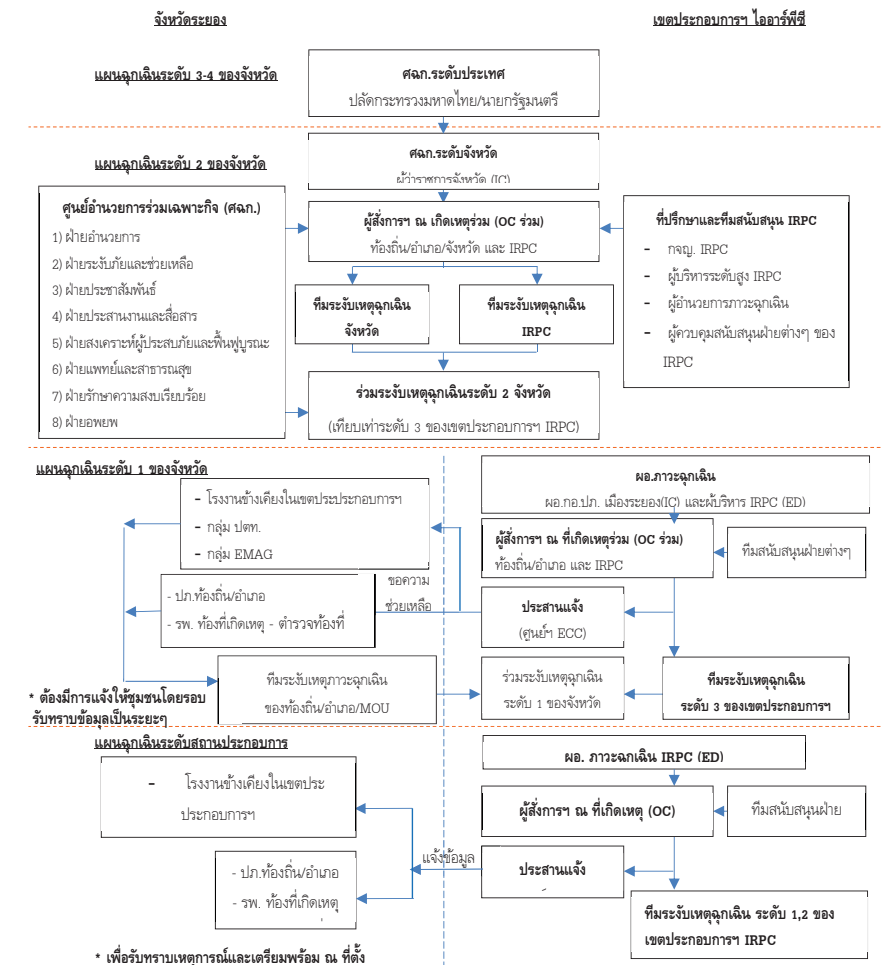 จังหวัดระยอง
เขตประกอบการฯ ไออาร์พีซี
แผนฉุกเฉินระดับ 3-4 ของจังหวัด
ศฉก.ระดับประเทศ
ปลัดกระทรวงมหาดไทย/นายกรัฐมนตรี
แผนฉุกเฉินระดับ 2 ของจังหวัด
ศฉก.ระดับจังหวัด
ผู้ว่าราชการจังหวัด (IC)
ศูนย์อำนวยการร่วมเฉพาะกิจ (ศฉก.)
1) ฝ่ายอำนวยการ
2) ฝ่ายระงับภัยและช่วยเหลือ
3) ฝ่ายประชาสัมพันธ์
4) ฝ่ายประสานงานและสื่อสาร
5) ฝ่ายสงเคราะห์ผู้ประสบภัยและฟื้นฟูบูรณะ
6) ฝ่ายแพทย์และสาธารณสุข
7) ฝ่ายรักษาความสงบเรียบร้อย
8) ฝ่ายอพยพ
ผู้สั่งการฯ ณ เกิดเหตุร่วม (OC ร่วม)
ท้องถิ่น/อำเภอ/จังหวัด และ IRPC
ที่ปรึกษาและทีมสนับสนุน IRPC
- กจญ. IRPC
- ผู้บริหารระดับสูง IRPC
- ผู้อำนวยการภาวะฉุกเฉิน
- ผู้ควบคุมสนับสนุนฝ่ายต่างๆ ของ
IRPC
ทีมระงับเหตุฉุกเฉิน
จังหวัด
ทีมระงับเหตุฉุกเฉิน
IRPC
ร่วมระงับเหตุฉุกเฉินระดับ 2 จังหวัด
(เทียบเท่าระดับ 3 ของเขตประกอบการฯ IRPC)
แผนฉุกเฉินระดับ 1 ของจังหวัด
ผอ.ภาวะฉุกเฉิน
ผอ.กอ.ปภ. เมืองระยอง(IC) และผู้บริหาร IRPC (ED)
- โรงงานข้างเคียงในเขตประประกอบการฯ
- กลุ่ม ปตท.
- กลุ่ม EMAG
ผู้สั่งการฯ ณ ที่เกิดเหตุร่วม (OC ร่วม)
ท้องถิ่น/อำเภอ และ IRPC
ทีมสนับสนุนฝ่ายต่างๆ
ขอความ
ช่วยเหลือ
- ปภ.ท้องถิ่น/อำเภอ
- รพ. ท้องที่เกิดเหตุ - ตำรวจท้องที่
ประสานแจ้ง
(ศูนย์ฯ ECC)
ทีมระงับเหตุภาวะฉุกเฉิน
ของท้องถิ่น/อำเภอ/MOU
ร่วมระงับเหตุฉุกเฉิน
ระดับ 1 ของจังหวัด
ทีมระงับเหตุฉุกเฉิน
ระดับ 3 ของเขตประกอบการฯ
* ต้องมีการแจ้งให้ชุมชนโดยรอบ
รับทราบข้อมูลเป็นระยะๆ
แผนฉุกเฉินระดับสถานประกอบการ
ผอ. ภาวะฉุกเฉิน IRPC (ED)
- โรงงานข้างเคียงในเขตประ
ประกอบการฯ
ผู้สั่งการฯ ณ ที่เกิดเหตุ (OC)
ทีมสนับสนุนฝ่าย
แจ้งข้อมูล
ประสานแจ้ง
- ปภ.ท้องถิ่น/อำเภอ
- รพ. ท้องที่เกิดเหตุ
ทีมระงับเหตุฉุกเฉิน ระดับ 1,2 ของ
เขตประกอบการฯ IRPC
* เพื่อรับทราบเหตุการณ์และเตรียมพร้อม ณ ที่ตั้ง